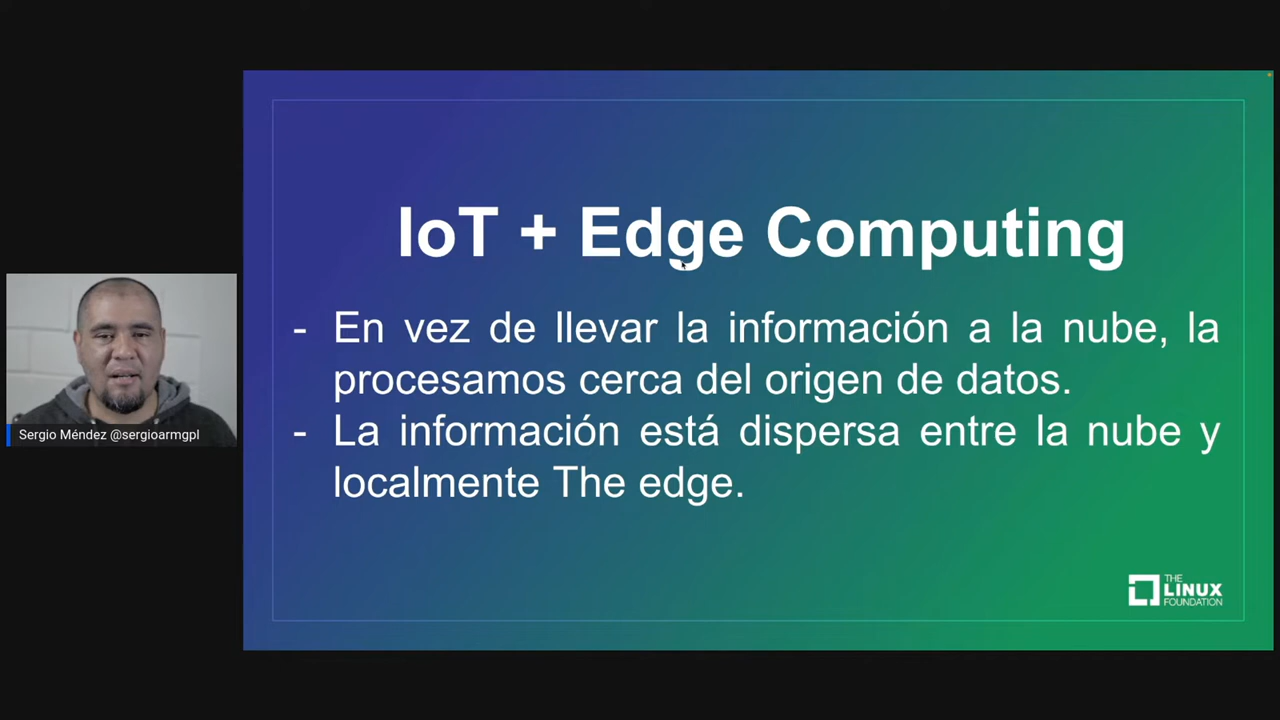 IoT + Edge Computing
- En vez de llevar la información a la nube, la
procesamos cerca del origen de datos.
- La información está dispersa entre la nube y
localmente The edge.
Sergio Méndez @sergioarmgpl
THE
LINUX
FOUNDATION